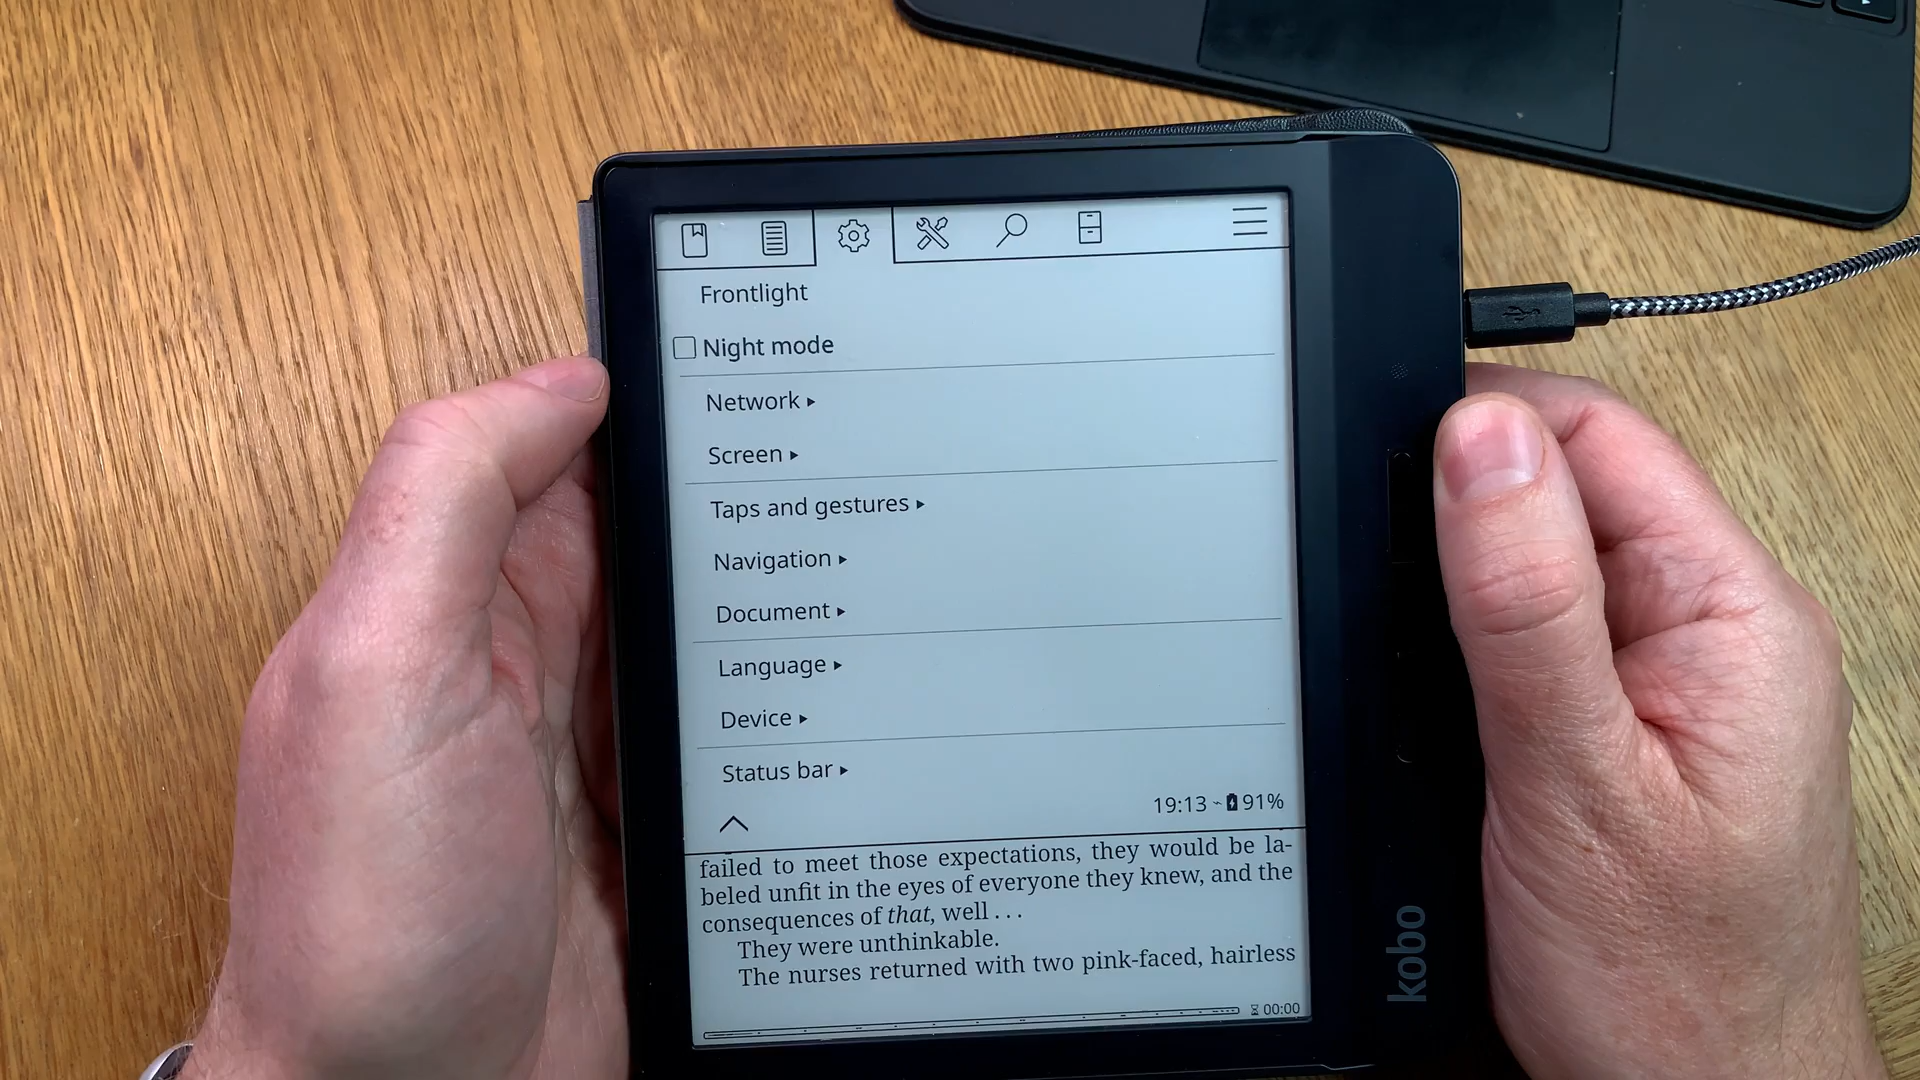 Frontlight
Night mode
Network ▸
Screen ▸
Taps and gestures ▸
Navigation ▸
Document ▸
Language ▸
Device ▸
Status bar ▸
19:13 91%
failed to meet those expectations, they would be la-
beled unfit in the eyes of everyone they knew, and the
consequences of that, well . . .
They were unthinkable.
The nurses returned with two pink-faced, hairless
00:00
kobo